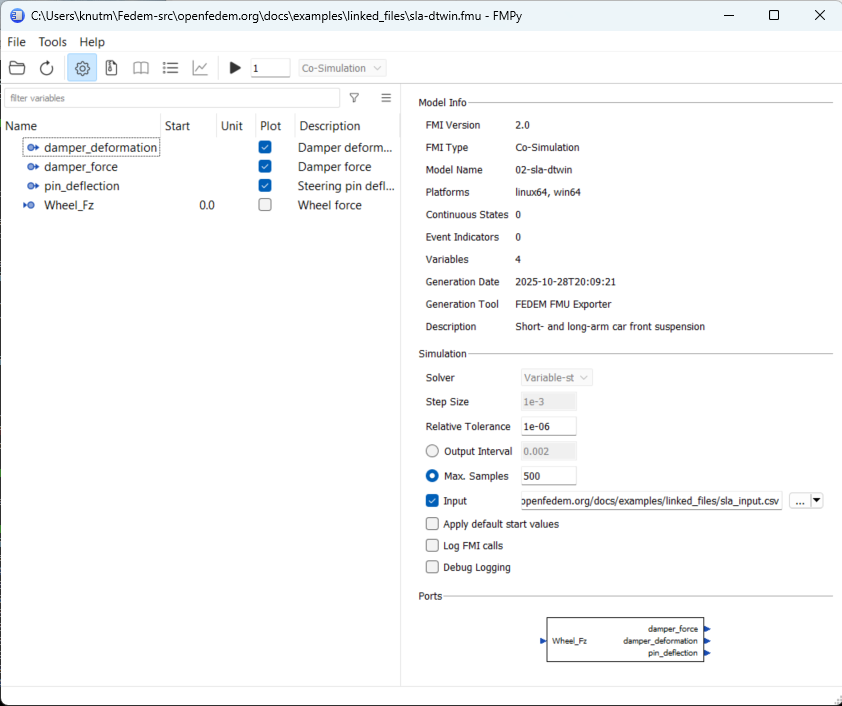 C:\Users\knutm\Fedem-src\openfedem.org\docs\examples\linked_files\sla-dtwin.fmu - FMPy
File Tools Help
1 Co-Simulation
filter variables
Name Start Unit Plot Description
damper_deformation Damper deform...
damper_force Damper force
pin_deflection Steering pin defl...
Wheel_Fz 0.0 Wheel force
Model Info
FMI Version 2.0
FMI Type Co-Simulation
Model Name 02-sla-dtwin
Platforms linux64, win64
Continuous States 0
Event Indicators 0
Variables 4
Generation Date 2025-10-28T20:09:21
Generation Tool FEDEM FMU Exporter
Description Short- and long-arm car front suspension
Simulation
Solver Variable-st
Step Size 1e-3
Relative Tolerance 1e-06
Output Interval 0.002
Max. Samples 500
Input openfedem.org/docs/examples/linked_files/sla_input.csv ...
Apply default start values
Log FMI calls
Debug Logging
Ports
damper_force
Wheel_Fz damper_deformation
pin_deflection